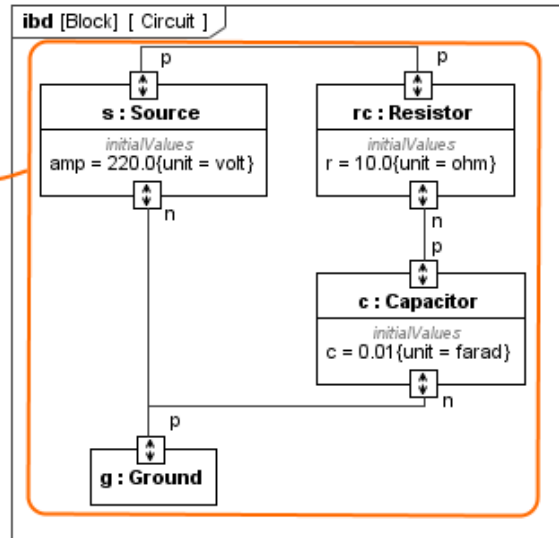 ibd [Block] [ Circuit ]
p
p
s : Source
initialValues
amp = 220.0{unit = volt}
n
rc : Resistor
initialValues
r = 10.0{unit = ohm}
n
p
c : Capacitor
initialValues
c = 0.01{unit = farad}
n
p
g : Ground